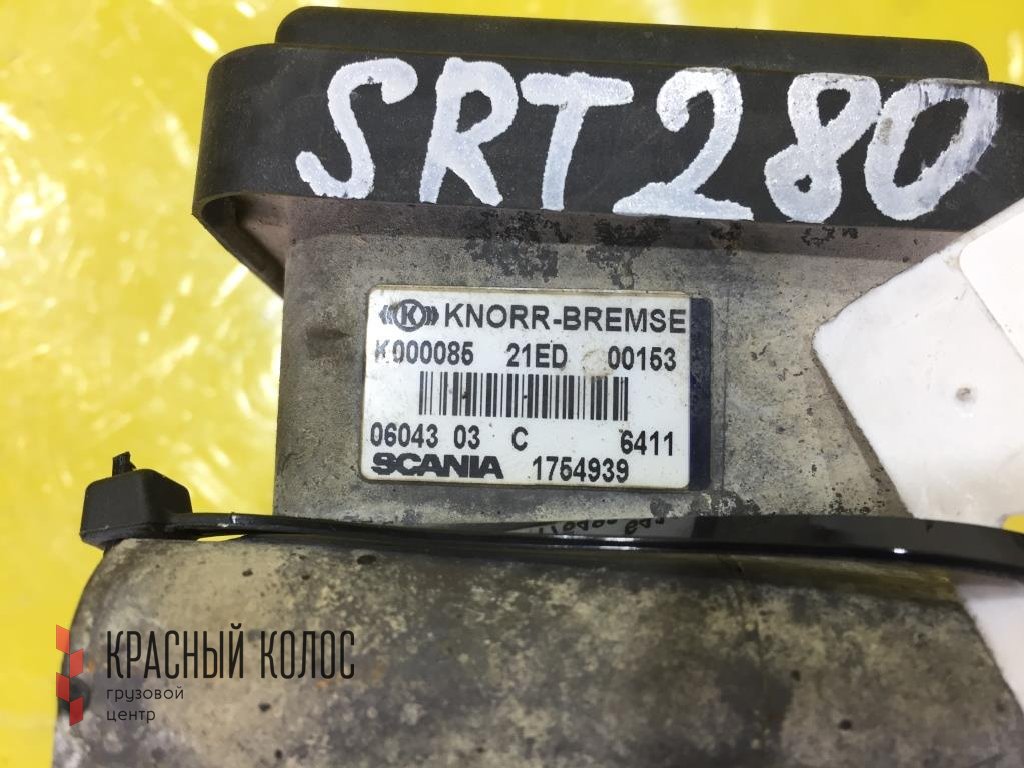 SRT280
K KNORR-BREMSE
K000085 21ED 00153
06043 03 C 6411
SCANIA 1754939
КРАСНЫЙ КОЛОС
грузовой
центр